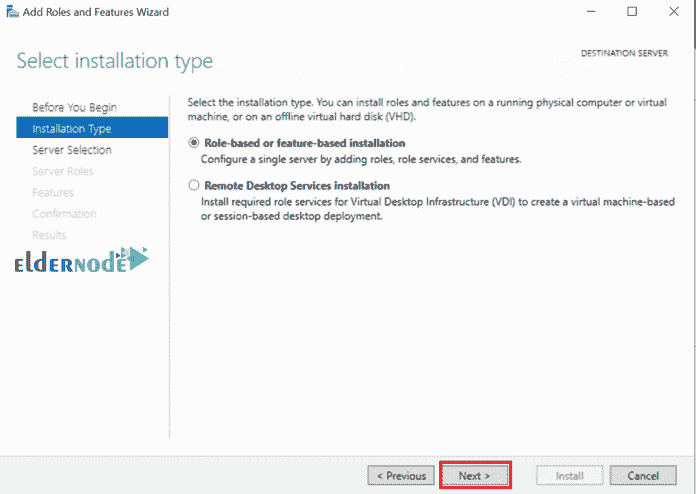 Add Roles and Features Wizard
Select installation type
DESTINATION SERVER
Before You Begin
Installation Type
Server Selection
Server Roles
Features
Confirmation
Results
ELDERNODE
Select the installation type. You can install roles and features on a running physical computer or virtual
machine, or on an offline virtual hard disk (VHD).
Role-based or feature-based installation
Configure a single server by adding roles, role services, and features.
Remote Desktop Services installation
Install required role services for Virtual Desktop Infrastructure (VDI) to create a virtual machine-based
or session-based desktop deployment.
< Previous
Next >
Install
Cancel